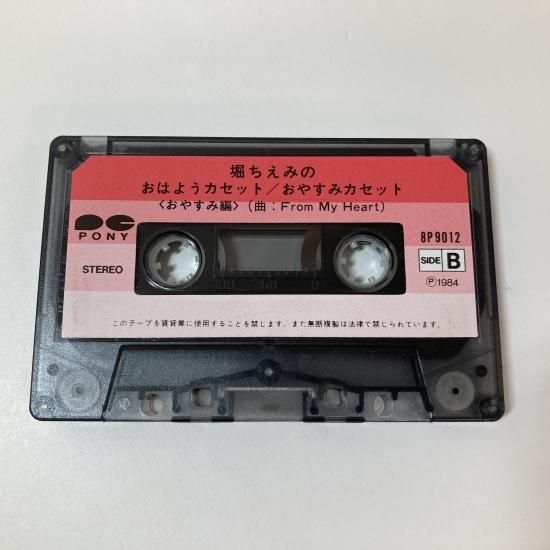 堀ちえみの
おはようカセット／おやすみカセット
〈おやすみ編〉(曲：From My Heart)
PC
PONY
8P9012
STEREO
SIDE B
100 50 0
Ⓟ1984
このテープを賃貸業に使用することを禁じます。また無断複製は法律で禁じられています。